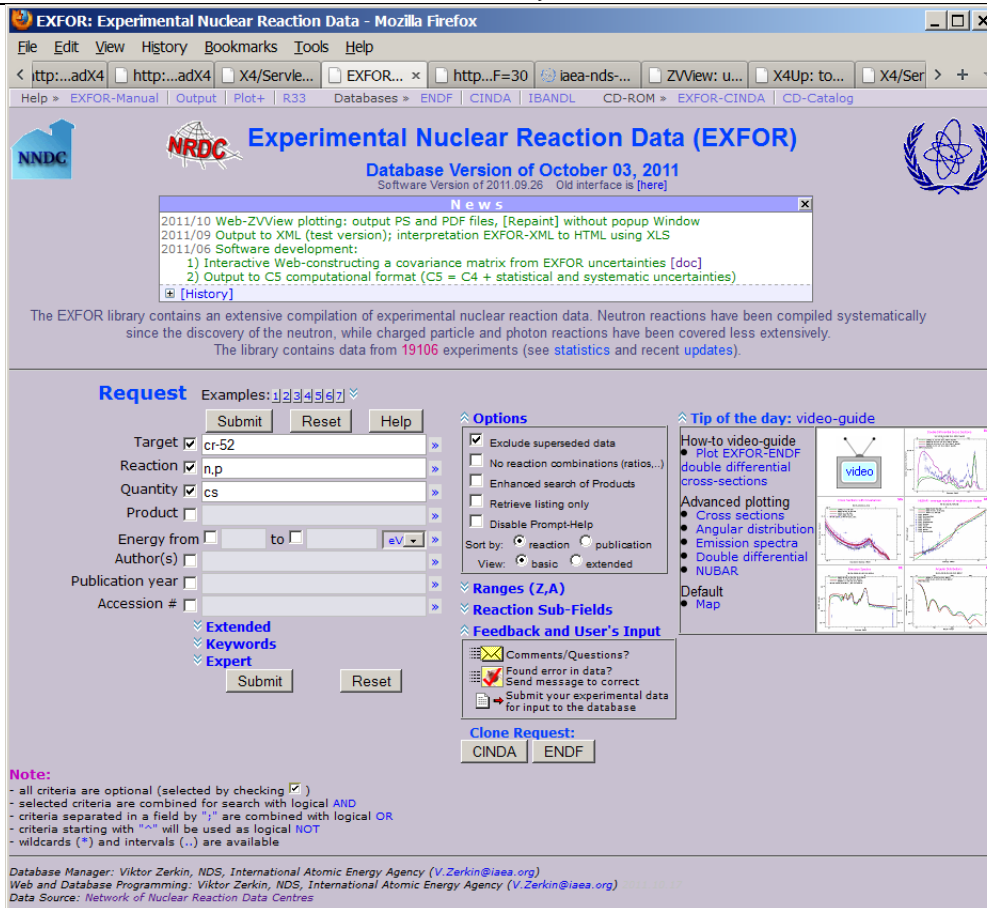 EXFOR: Experimental Nuclear Reaction Data - Mozilla Firefox
File Edit View History Bookmarks Tools Help
http:...adX4 http:...adX4 X4/Servle... EXFOR... × http...F=30 iaea-nds-... ZVView: u... X4Up: to... X4/Ser
Help » EXFOR-Manual | Output | Plot+ | R33 Databases » ENDF | CINDA | IBANDL CD-ROM » EXFOR-CINDA | CD-Catalog
NNDC
NRDC
Experimental Nuclear Reaction Data (EXFOR)
Database Version of October 03, 2011
Software Version of 2011.09.26 Old interface is [here]
News
2011/10 Web-ZVView plotting: output PS and PDF files, [Repaint] without popup Window
2011/09 Output to XML (test version); interpretation EXFOR-XML to HTML using XLS
2011/06 Software development:
1) Interactive Web-constructing a covariance matrix from EXFOR uncertainties [doc]
2) Output to C5 computational format (C5 = C4 + statistical and systematic uncertainties)
[History]
The EXFOR library contains an extensive compilation of experimental nuclear reaction data. Neutron reactions have been compiled systematically
since the discovery of the neutron, while charged particle and photon reactions have been covered less extensively.
The library contains data from 19106 experiments (see statistics and recent updates).
Request Examples: 1 2 3 4 5 6 7
Submit Reset Help
Target cr-52 »
Reaction n,p »
Quantity cs »
Product »
Energy from to eV »
Author(s) »
Publication year »
Accession # »
Extended
Keywords
Expert
Submit Reset
Options
Exclude superseded data
No reaction combinations (ratios,..)
Enhanced search of Products
Retrieve listing only
Disable Prompt-Help
Sort by: reaction publication
View: basic extended
Ranges (Z,A)
Reaction Sub-Fields
Feedback and User's Input
Comments/Questions?
Found error in data?
Send message to correct
Submit your experimental data
for input to the database
Clone Request:
CINDA ENDF
Tip of the day: video-guide
How-to video-guide
• Plot EXFOR-ENDF
double differential
cross-sections
Advanced plotting
• Cross sections
• Angular distribution
• Emission spectra
• Double differential
• NUBAR
Default
• Map
video
Note:
- all criteria are optional (selected by checking )
- selected criteria are combined for search with logical AND
- criteria separated in a field by ";" are combined with logical OR
- criteria starting with "^" will be used as logical NOT
- wildcards (*) and intervals (..) are available
Database Manager: Viktor Zerkin, NDS, International Atomic Energy Agency (V.Zerkin@iaea.org)
Web and Database Programming: Viktor Zerkin, NDS, International Atomic Energy Agency (V.Zerkin@iaea.org)
Data Source: Network of Nuclear Reaction Data Centres